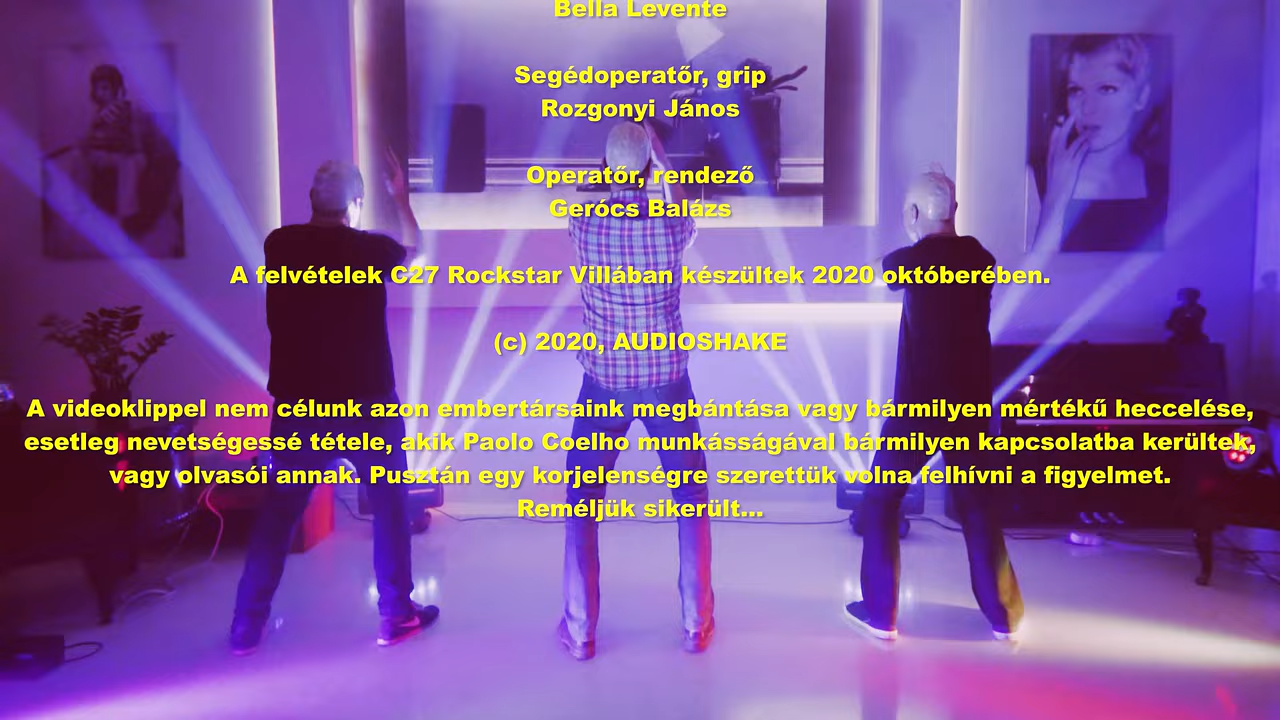 Bella Levente
Segédoperatőr, grip
Rozgonyi János
Operatőr, rendező
Gerócs Balázs
A felvételek C27 Rockstar Villában készültek 2020 októberében.
(c) 2020, AUDIOSHAKE
A videoklippel nem célunk azon embertársaink megbántása vagy bármilyen mértékű heccelése,
esetleg nevetségessé tétele, akik Paolo Coelho munkásságával bármilyen kapcsolatba kerültek,
vagy olvasói annak. Pusztán egy korjelenségre szerettük volna felhívni a figyelmet.
Reméljük sikerült...